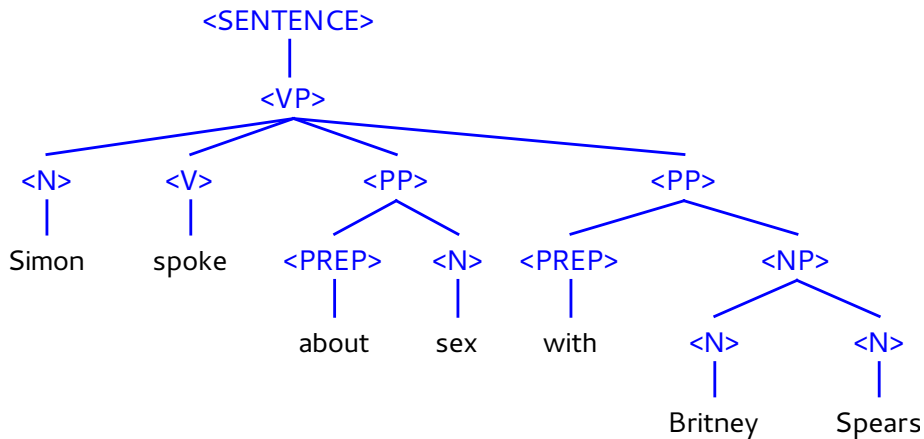 <SENTENCE>
<VP>
<N> <V> <PP> <PP>
Simon spoke <PREP> <N> <PREP> <NP>
about sex with <N> <N>
Britney Spears